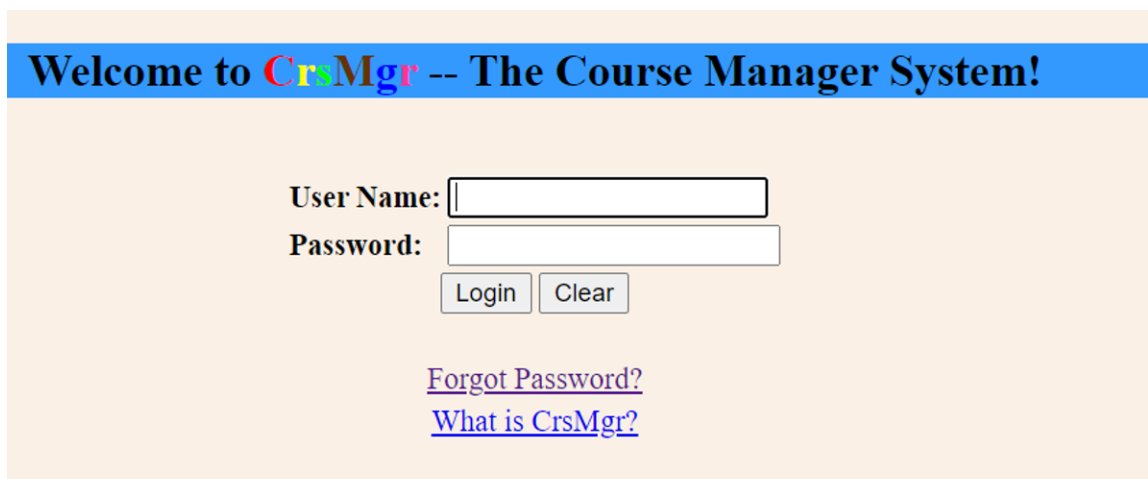 Welcome to CrsMgr -- The Course Manager System!
User Name:
Password:
Login Clear
Forgot Password?
What is CrsMgr?